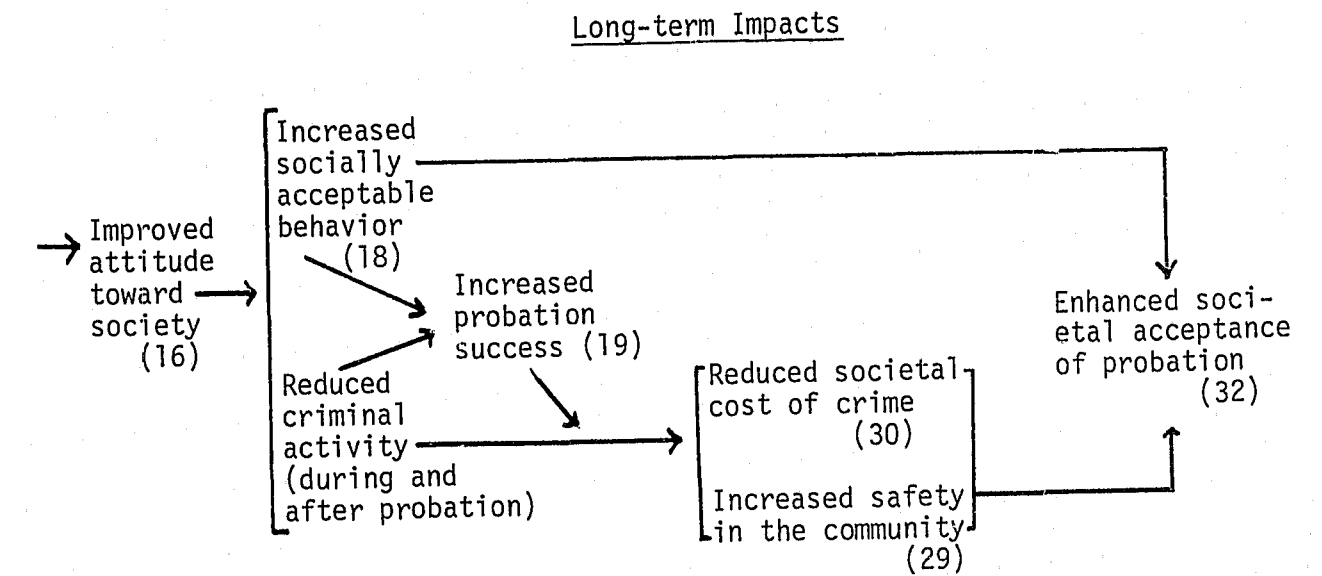 Long-term Impacts
Increased
socially
acceptable
behavior
(18)
Improved
attitude
toward
society
(16)
Increased
probation
success (19)
Reduced
criminal
activity
(during and
after probation)
Reduced societal
cost of crime
(30)
Increased safety
in the community
(29)
Enhanced soci-
etal acceptance
of probation
(32)